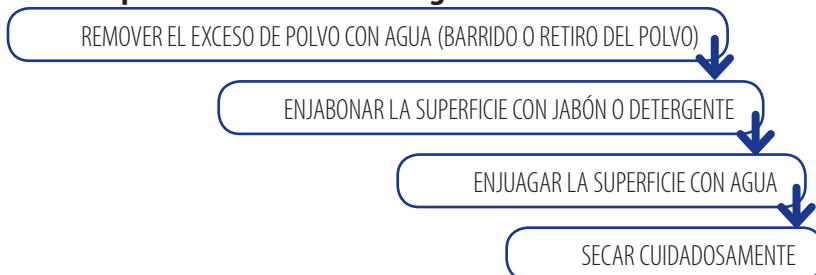 REMOVER EL EXCESO DE POLVO CON AGUA (BARRIDO O RETIRO DEL POLVO)
ENJABONAR LA SUPERFICIE CON JABÓN O DETERGENTE
ENJUAGAR LA SUPERFICIE CON AGUA
SECAR CUIDADOSAMENTE